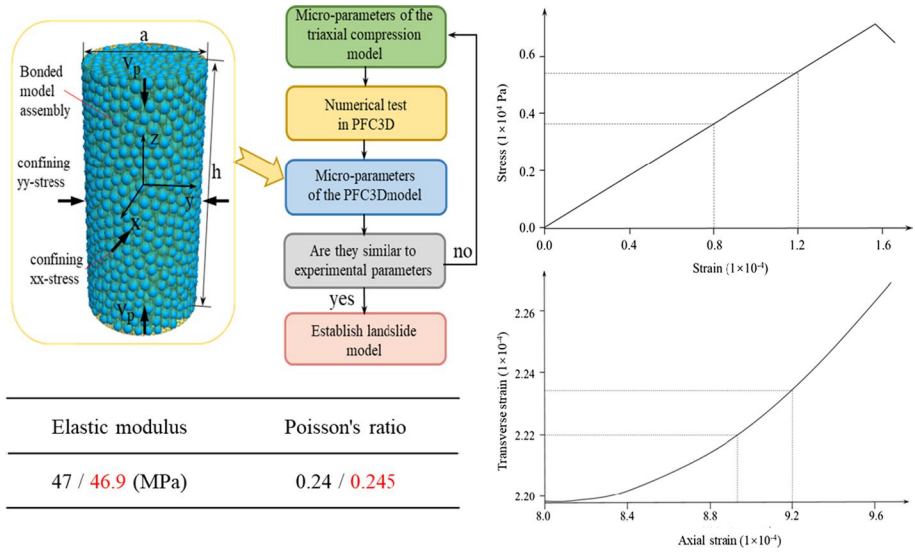 a
V_p
Bonded
model
assembly
z
h
confining
yy-stress
y
x
confining
xx-stress
V_p
Micro-parameters of the
triaxial compression
model
Numerical test
in PFC3D
Micro-parameters
of the PFC3Dmodel
Are they similar to
experimental parameters
no
yes
Establish landslide
model
Elastic modulus Poisson's ratio
47 / 46.9 (MPa) 0.24 / 0.245
Stress (1×10⁴ Pa)
0.6
0.4
0.2
0.0
0.0 0.4 0.8 1.2 1.6
Strain (1×10⁻⁴)
Transverse strain (1×10⁻⁴)
2.26
2.24
2.22
2.20
8.0 8.4 8.8 9.2 9.6
Axial strain (1×10⁻⁴)